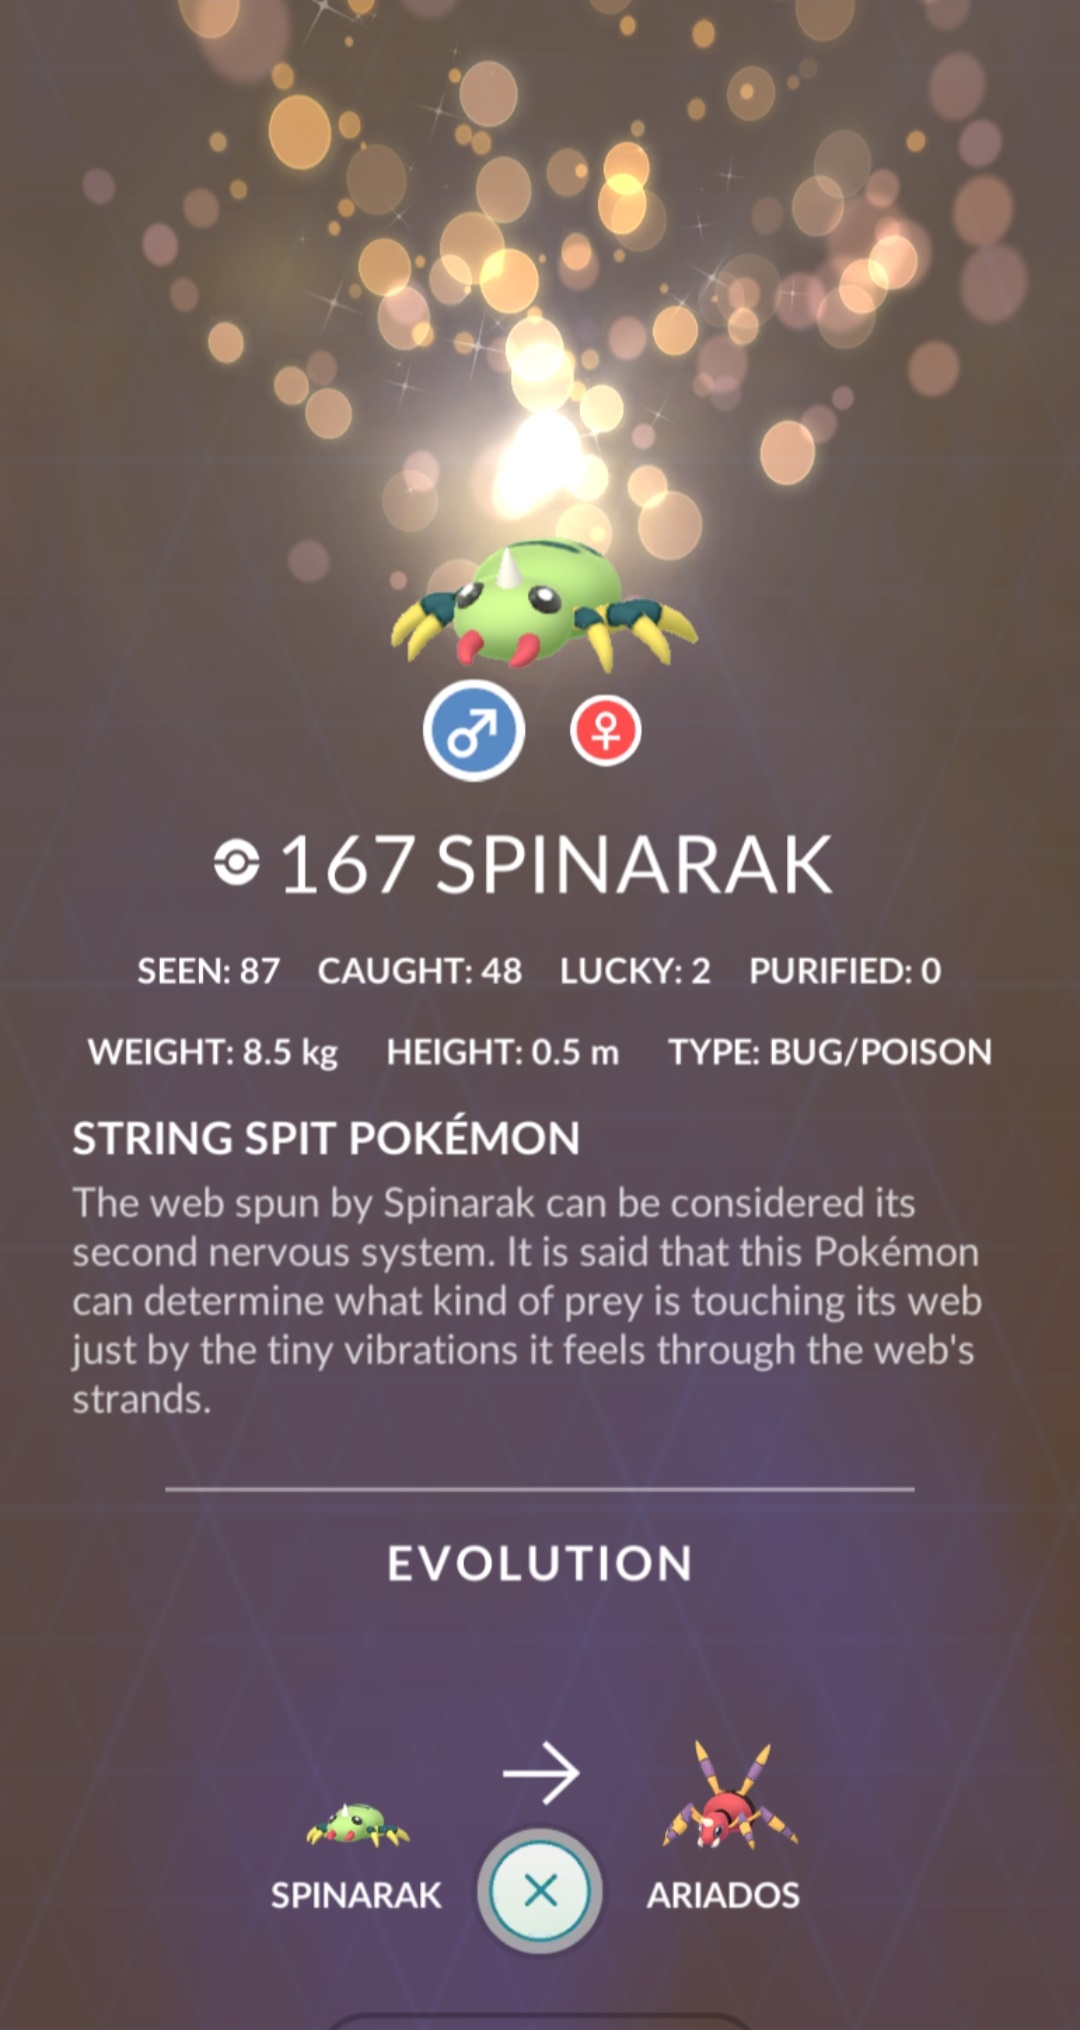 167 SPINARAK
SEEN: 87 CAUGHT: 48 LUCKY: 2 PURIFIED: 0
WEIGHT: 8.5 kg HEIGHT: 0.5 m TYPE: BUG/POISON
STRING SPIT POKÉMON
The web spun by Spinarak can be considered its
second nervous system. It is said that this Pokémon
can determine what kind of prey is touching its web
just by the tiny vibrations it feels through the web's
strands.
EVOLUTION
SPINARAK ARIADOS